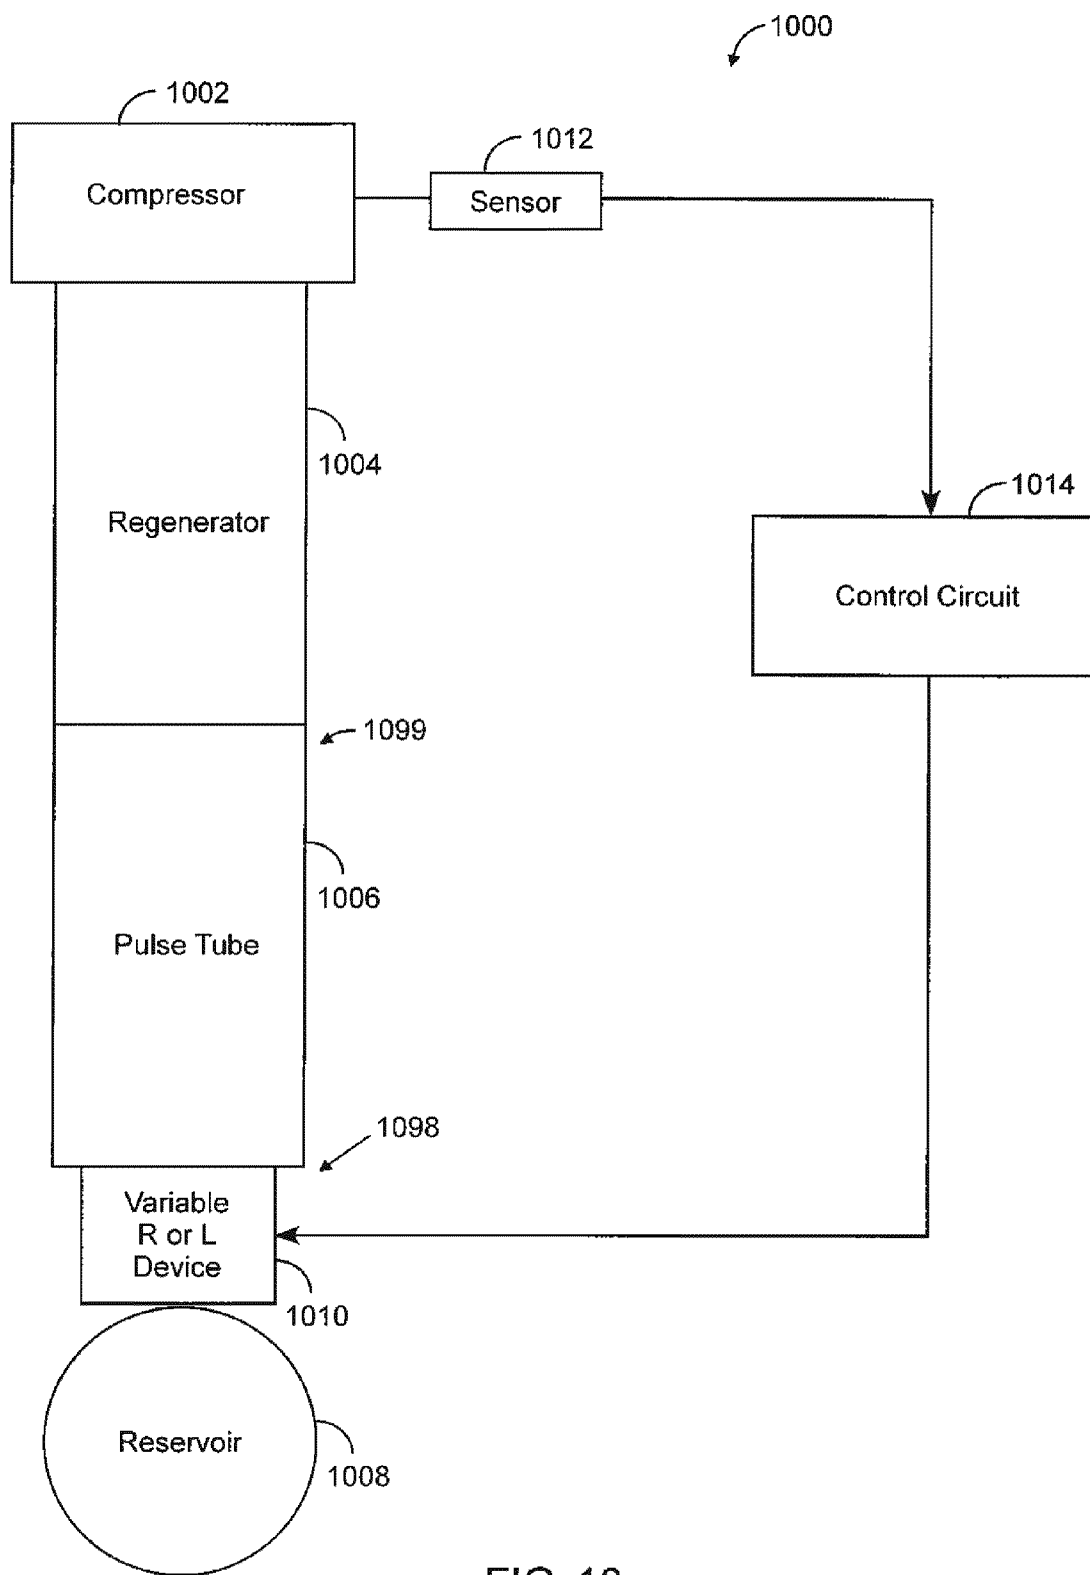 1000
1002
Compressor
1012
Sensor
1004
Regenerator
1014
Control Circuit
1099
1006
Pulse Tube
1098
Variable
R or L
Device
1010
Reservoir
1008